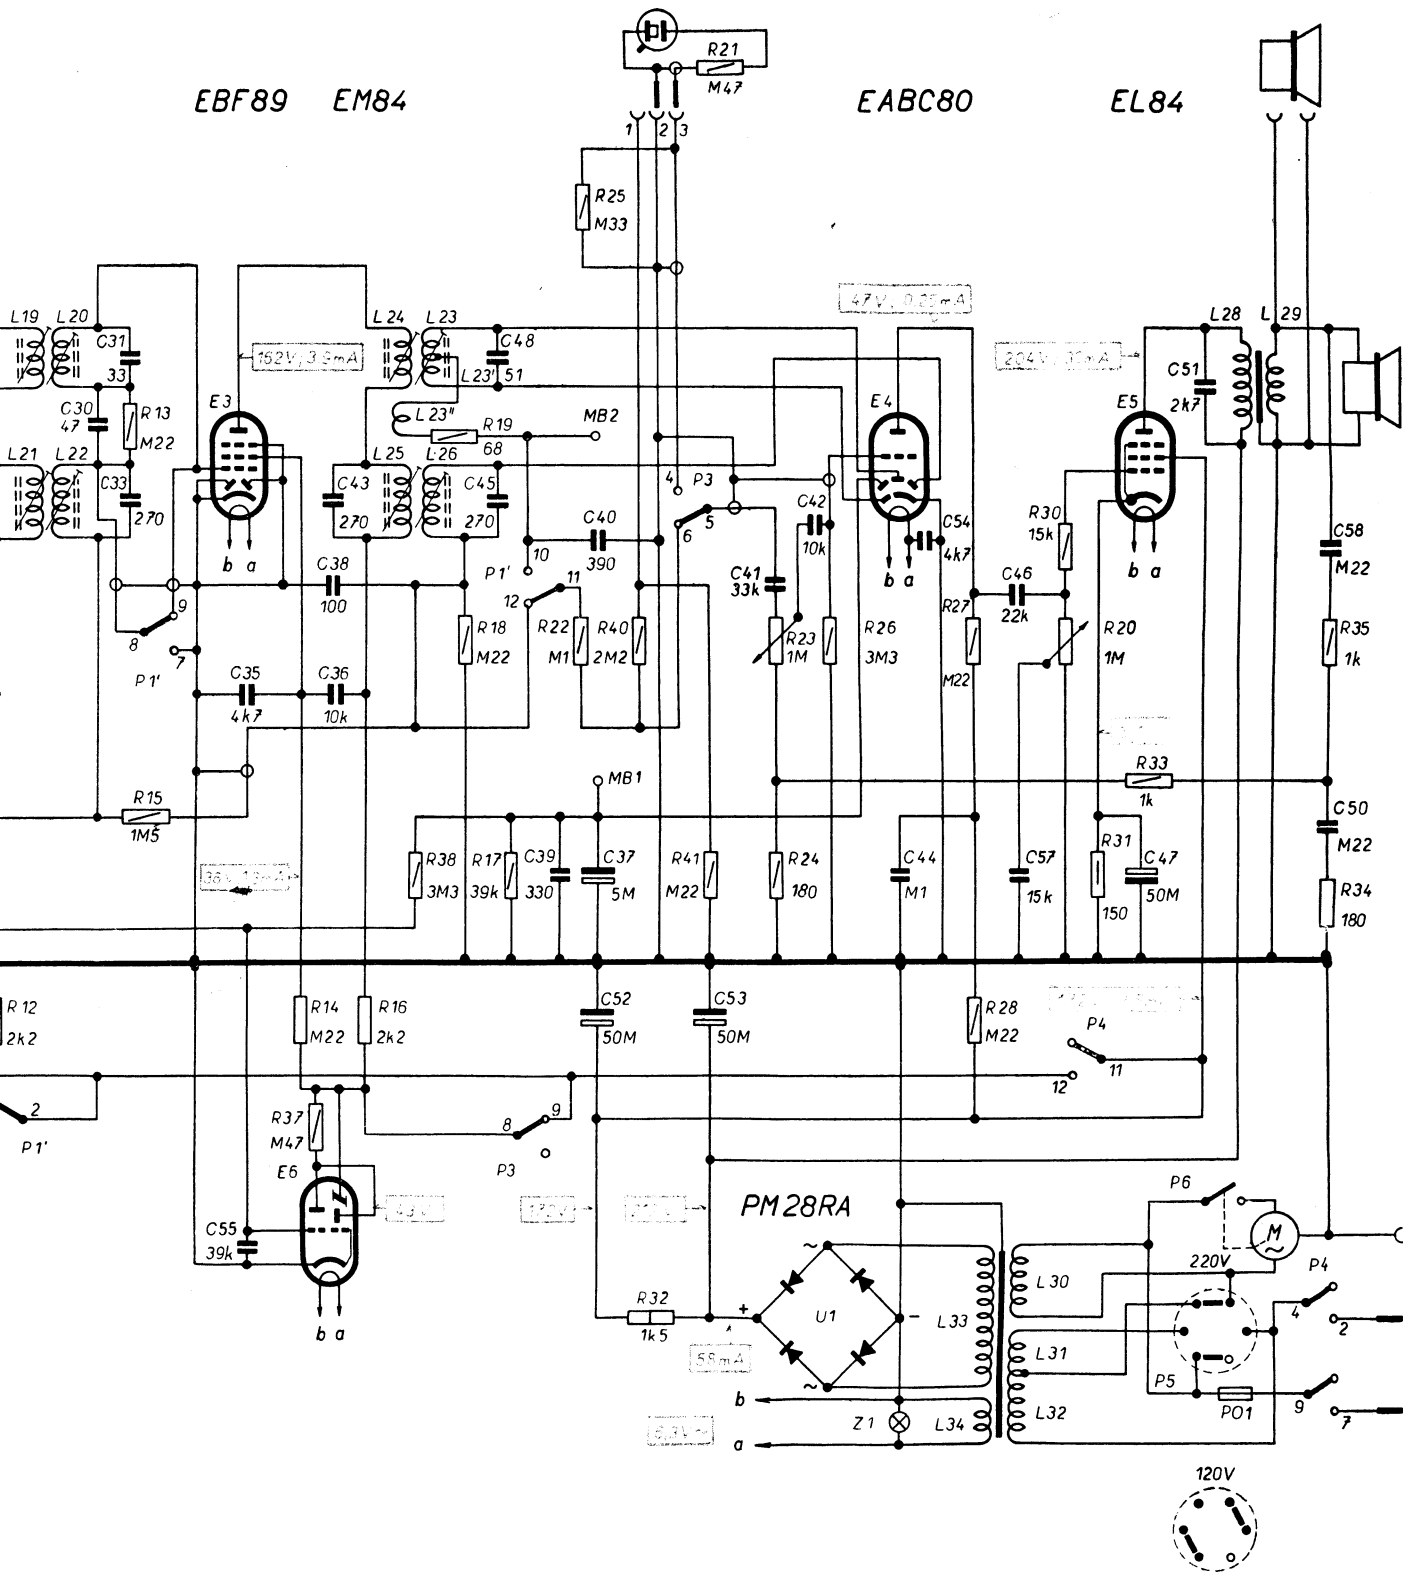 EBF89 EM84 EABC80 EL84
R21
M47
1 2 3
R25
M33
47V, 0,25mA
L19 L20 L24 L23 L28 L29
C31
33
162V; 3,9mA
C48
51
L23'
C51
2k7
C30
47
R13
M22
E3
L23"
R19
68
MB2
E4
E5
L21 L22
C33
270
L25 L26
C43
270
C45
270
P3
4
5
6
C42
10k
C54
4k7
R30
15k
C40
390
10
P1'
11
12
C58
M22
b a
b a
b a
C38
100
C41
33k
C46
22k
9
8
7
P1'
R18
M22
R22
M1
R40
2M2
R23
1M
R26
3M3
R27
M22
R20
1M
R35
1k
C35
4k7
C36
10k
R15
1M5
MB1
R33
1k
C50
M22
R38
3M3
R17
39k
C39
330
C37
5M
R41
M22
R24
180
C44
M1
C57
15k
R31
150
C47
50M
R34
180
R12
2k2
R14
M22
R16
2k2
C52
50M
C53
50M
R28
M22
P4
11
12
2
P1'
R37
M47
8
9
P3
E6
C55
39k
b a
PM28RA
P6
M
~
220V
P4
4
2
R32
1k5
+
~
U1
-
~
58mA
L33
L30
L31
L32
P5
PO1
9
7
b
a
6,3V~
Z1
L34
120V